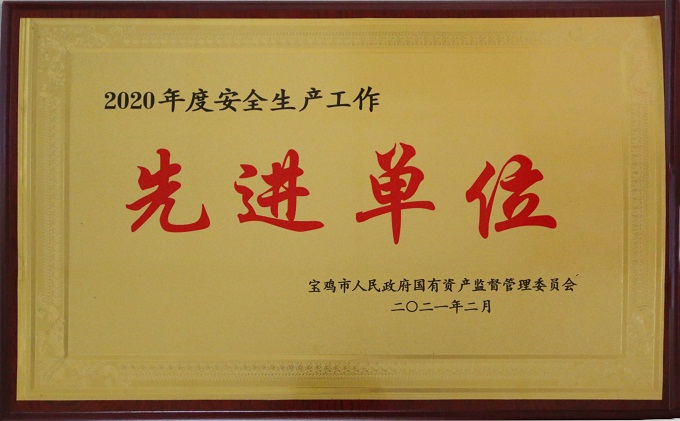 2020年度安全生产工作
先进单位
宝鸡市人民政府国有资产监督管理委员会
二〇二一年二月